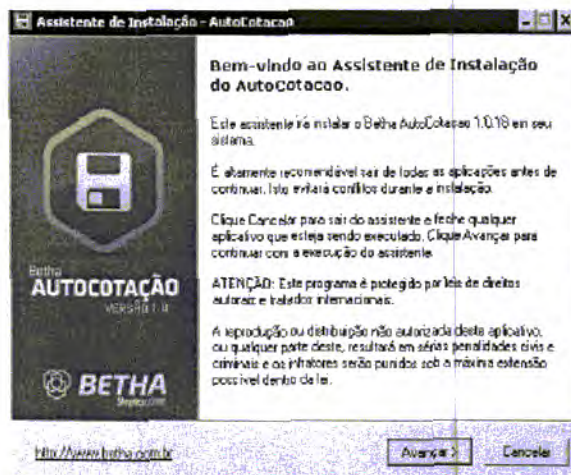 Assistente de Instalação - AutoCotacao
Bem-vindo ao Assistente de Instalação
do AutoCotacao.
Este assistente irá instalar o Betha AutoCotacao 1.0.18 em seu
sistema.
É altamente recomendável sair de todas as aplicações antes de
continuar. Isto evitará conflitos durante a instalação.
Clique Cancelar para sair do assistente e feche qualquer
aplicativo que esteja sendo executado. Clique Avançar para
continuar com a execução do assistente.
ATENÇÃO: Este programa é protegido por leis de direitos
autorais e tratados internacionais.
A reprodução ou distribuição não autorizada deste aplicativo,
ou qualquer parte deste, resultará em sérias penalidades civis e
criminais e os infratores serão punidos sob a máxima extensão
possível dentro da lei.
Betha
AUTOCOTAÇÃO
VERSÃO 1.0
BETHA
http://www.betha.com.br
Avançar >
Cancelar